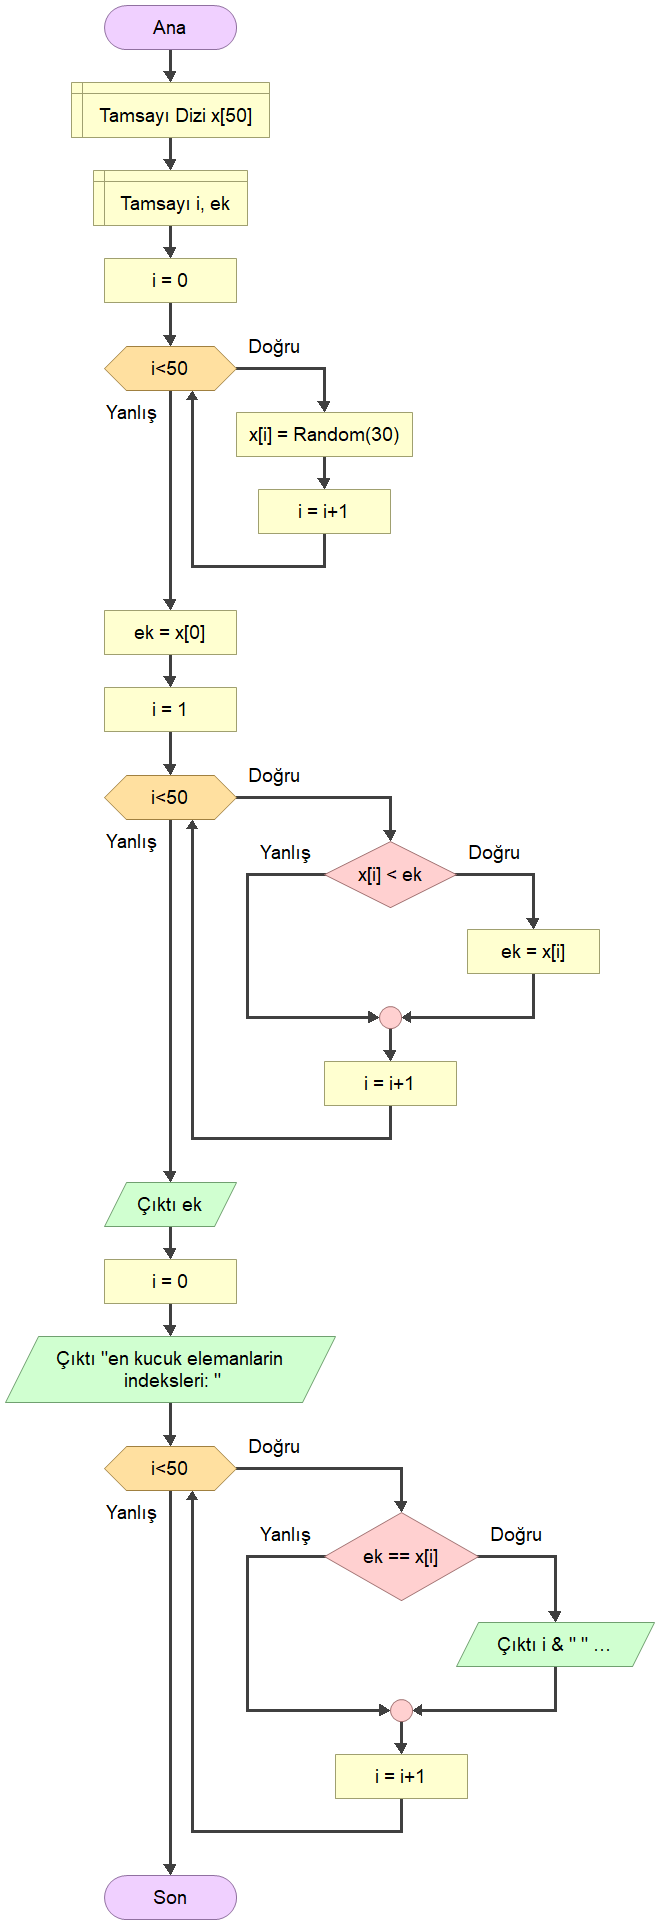 Ana
Tamsayı Dizi x[50]
Tamsayı i, ek
i = 0
i<50
Doğru
Yanlış
x[i] = Random(30)
i = i+1
ek = x[0]
i = 1
i<50
Doğru
Yanlış
Yanlış
Doğru
x[i] < ek
ek = x[i]
i = i+1
Çıktı ek
i = 0
Çıktı "en kucuk elemanlarin
indeksleri: "
i<50
Doğru
Yanlış
Yanlış
Doğru
ek == x[i]
Çıktı i & " " ...
i = i+1
Son